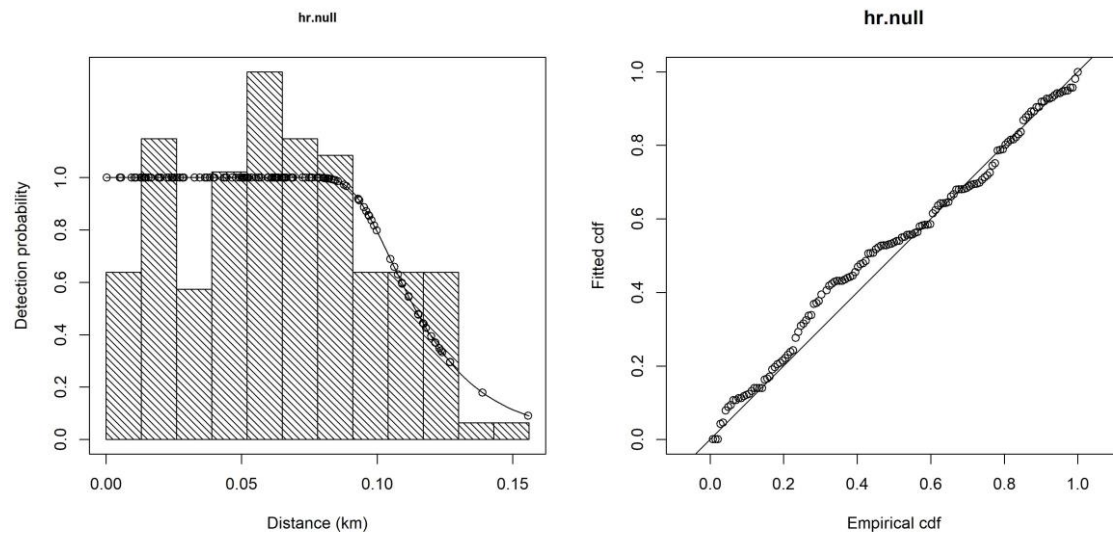 hr.null
Detection probability
1.0
0.8
0.6
0.4
0.2
0.0
0.00 0.05 0.10 0.15
Distance (km)
hr.null
Fitted cdf
1.0
0.8
0.6
0.4
0.2
0.0
0.0 0.2 0.4 0.6 0.8 1.0
Empirical cdf